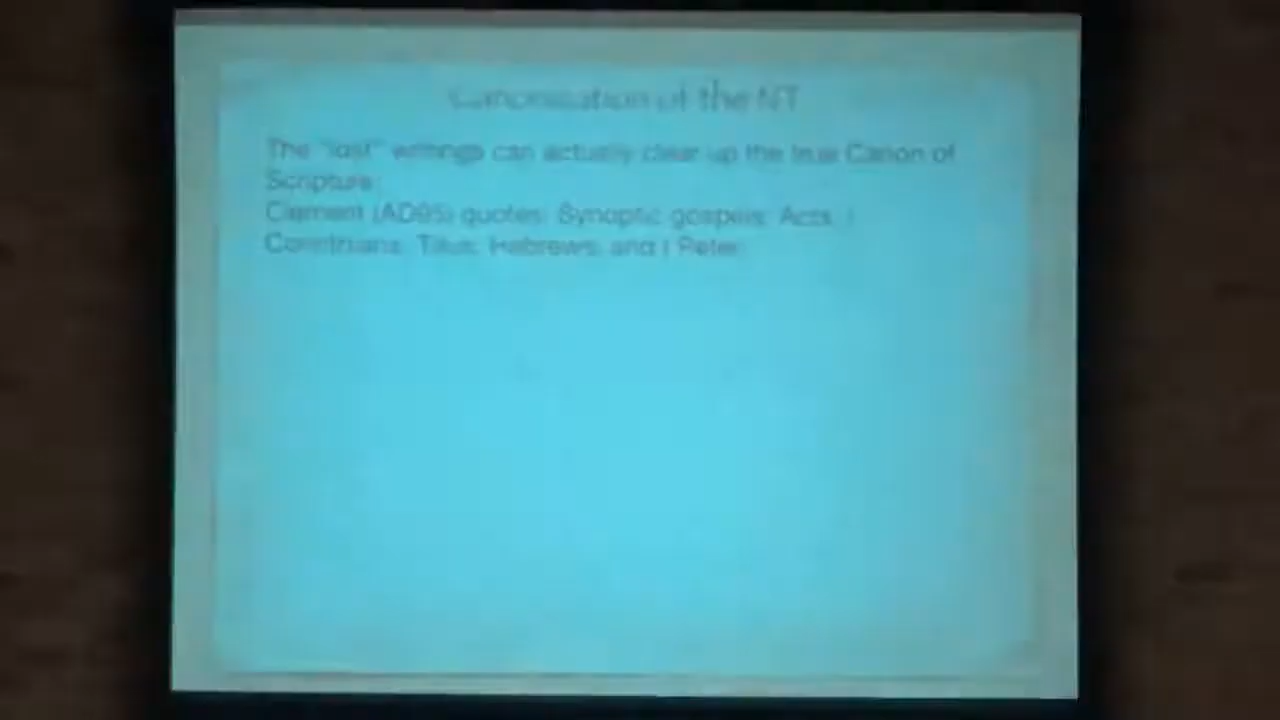 Canonization of the NT
The "lost" writings can actually clear up the true Canon of
Scripture:
Clement (AD95) quotes: Synoptic gospels, Acts, I
Corinthians, Titus, Hebrews, and I Peter.